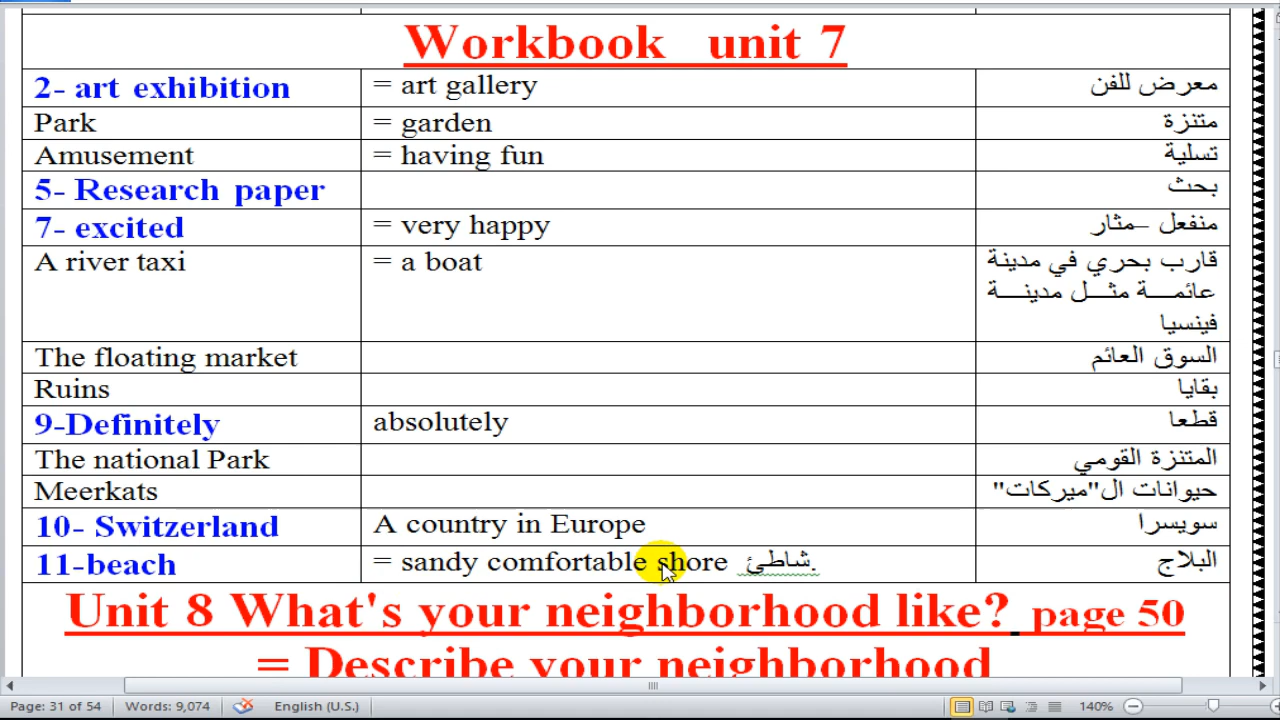 Workbook unit 7
2- art exhibition = art gallery معرض للفن
Park = garden متنزة
Amusement = having fun تسلية
5- Research paper بحث
7- excited = very happy منفعل –مثار
A river taxi = a boat قارب بحري في مدينة
عائمة مثل مدينة
فينسيا
The floating market السوق العائم
Ruins بقايا
9-Definitely absolutely قطعا
The national Park المتنزة القومي
Meerkats حيوانات ال"ميركات"
10- Switzerland A country in Europe سويسرا
11-beach = sandy comfortable shore شاطئ. البلاج
Unit 8 What's your neighborhood like? page 50
= Describe your neighborhood
Page: 31 of 54 Words: 9,074 English (U.S.) 140%